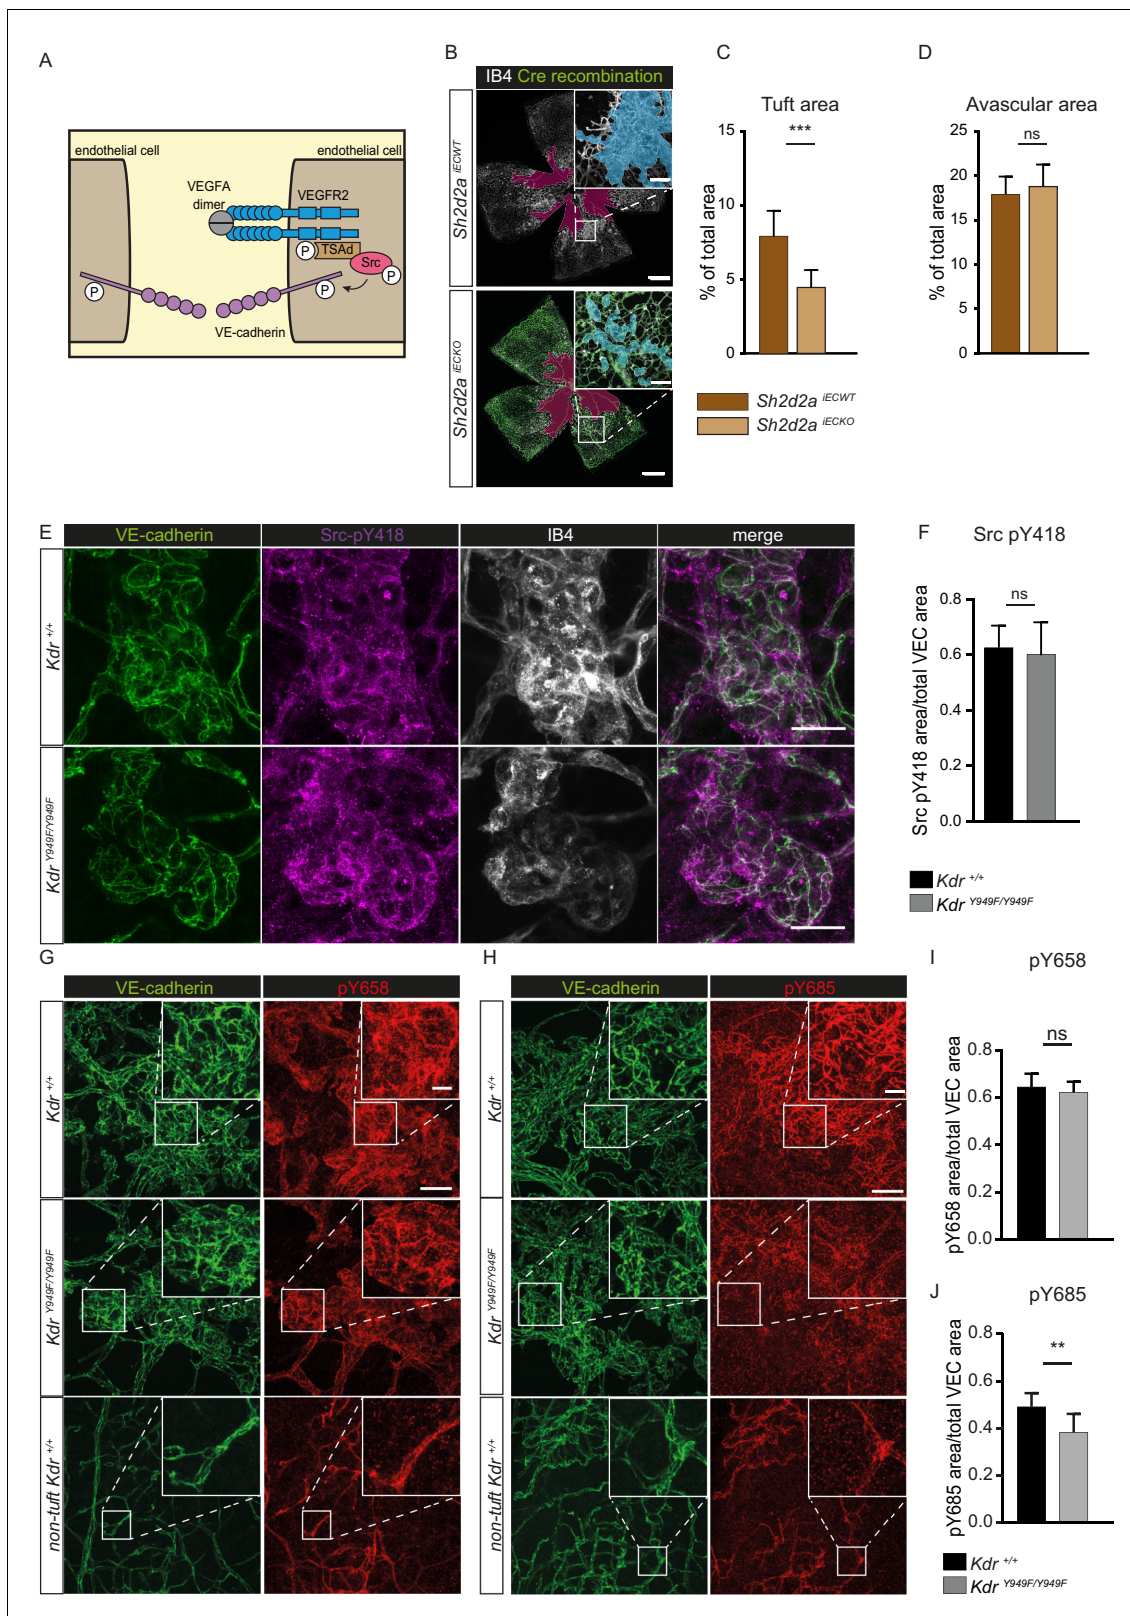 A
endothelial cell
endothelial cell
VEGFA
dimer
VEGFR2
P
TSAd
Src
P
P
P
VE-cadherin
B
IB4 Cre recombination
Sh2d2a iECWT
Sh2d2a iECKO
C
Tuft area
***
% of total area
15
10
5
0
D
Avascular area
ns
% of total area
25
20
15
10
5
0
Sh2d2a iECWT
Sh2d2a iECKO
E
VE-cadherin
Src-pY418
IB4
merge
Kdr +/+
Kdr Y949F/Y949F
F
Src pY418
ns
Src pY418 area/total VEC area
0.8
0.6
0.4
0.2
0.0
Kdr +/+
Kdr Y949F/Y949F
G
VE-cadherin
pY658
Kdr +/+
Kdr Y949F/Y949F
non-tuft Kdr +/+
H
VE-cadherin
pY685
Kdr +/+
Kdr Y949F/Y949F
non-tuft Kdr +/+
I
pY658
ns
pY658 area/total VEC area
0.8
0.6
0.4
0.2
0.0
J
pY685
**
pY685 area/total VEC area
0.8
0.6
0.4
0.2
0.0
Kdr +/+
Kdr Y949F/Y949F